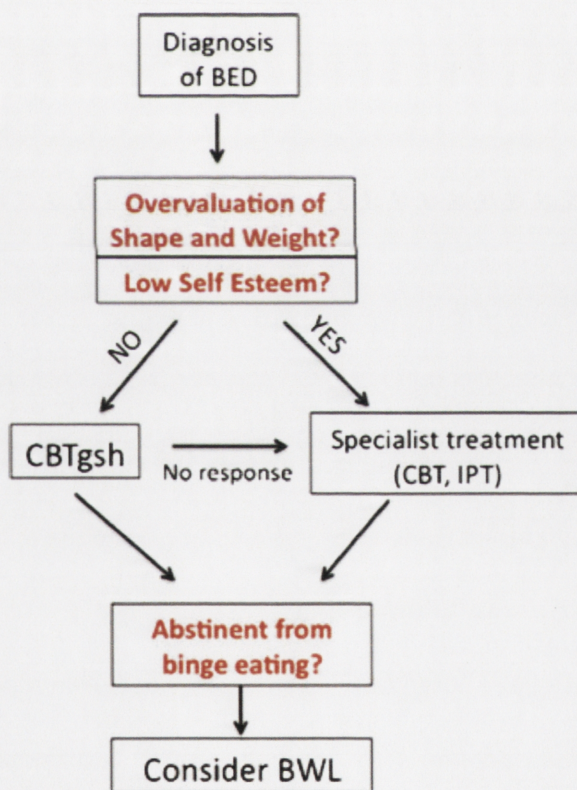 Diagnosis
of BED
Overvaluation of
Shape and Weight?
Low Self Esteem?
NO
YES
CBTgsh
No response
Specialist treatment
(CBT, IPT)
Abstinent from
binge eating?
Consider BWL